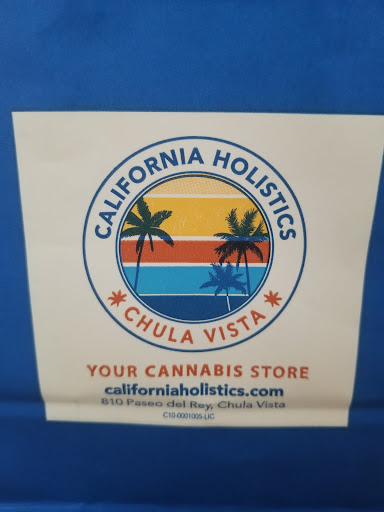 CALIFORNIA HOLISTICS
CHULA VISTA
YOUR CANNABIS STORE
californiaholistics.com
810 Paseo del Rey, Chula Vista
C10-0001005-LIC